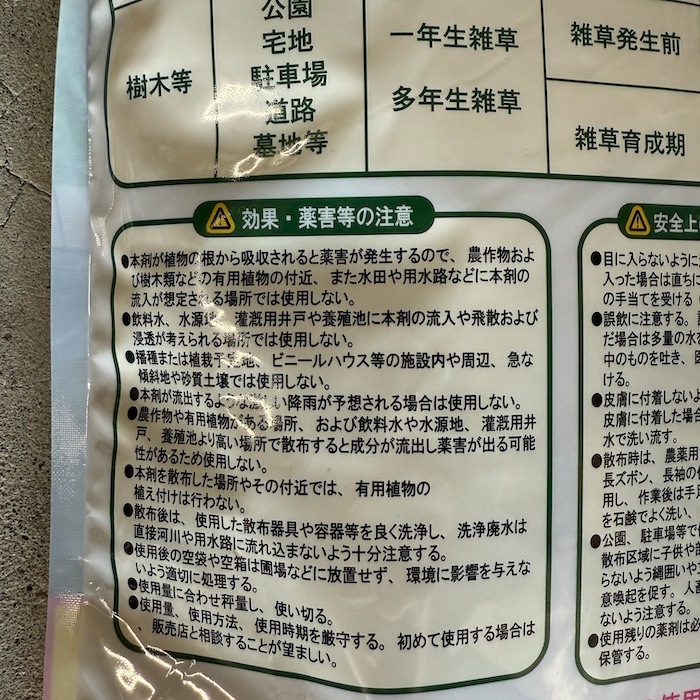 樹木等
公園
宅地
駐車場
道路
墓地等
一年生雑草
多年生雑草
雑草発生前
雑草育成期
効果・薬害等の注意
●本剤が植物の根から吸収されると薬害が発生するので、農作物およ
び樹木類などの有用植物の付近、また水田や用水路などに本剤の
流入が想定される場所では使用しない。
●飲料水、水源地、灌漑用井戸や養殖池に本剤の流入や飛散および
浸透が考えられる場所では使用しない。
●播種または植栽予定地、ビニールハウス等の施設内や周辺、急な
傾斜地や砂質土壌では使用しない。
●本剤が流出するような激しい降雨が予想される場合は使用しない。
●農作物や有用植物がある場所、および飲料水や水源地、灌漑用井
戸、養殖池より高い場所で散布すると成分が流出し薬害が出る可能
性があるため使用しない。
●本剤を散布した場所やその付近では、有用植物の
植え付けは行わない。
●散布後は、使用した散布器具や容器等を良く洗浄し、洗浄廃水は
直接河川や用水路に流れ込まないよう十分注意する。
●使用後の空袋や空箱は圃場などに放置せず、環境に影響を与えな
いよう適切に処理する。
●使用量に合わせ秤量し、使い切る。
●使用量、使用方法、使用時期を厳守する。初めて使用する場合は
、販売店と相談することが望ましい。
安全上
●目に入らないように
入った場合は直ちに
の手当てを受ける
●誤飲に注意する。
だ場合は多量の水
中のものを吐き、
ける。
●皮膚に付着しないよ
皮膚に付着した場合
水で洗い流す。
●散布時は、農薬用
長ズボン、長袖の
用し、作業後は手足
を石鹸でよく洗い、
●公園、駐車場等で
散布区域に子供や
らないよう縄囲いや
意喚起を促す。人畜
ないよう注意する。
●使用残りの薬剤は必
保管する。